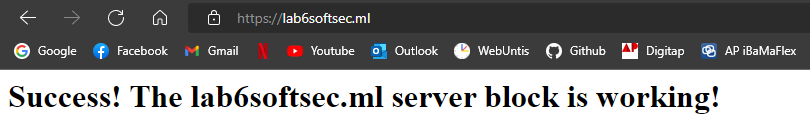 https://lab6softsec.ml
Google Facebook Gmail Youtube Outlook WebUntis Github Digitap AP iBaMaFlex
Success! The lab6softsec.ml server block is working!